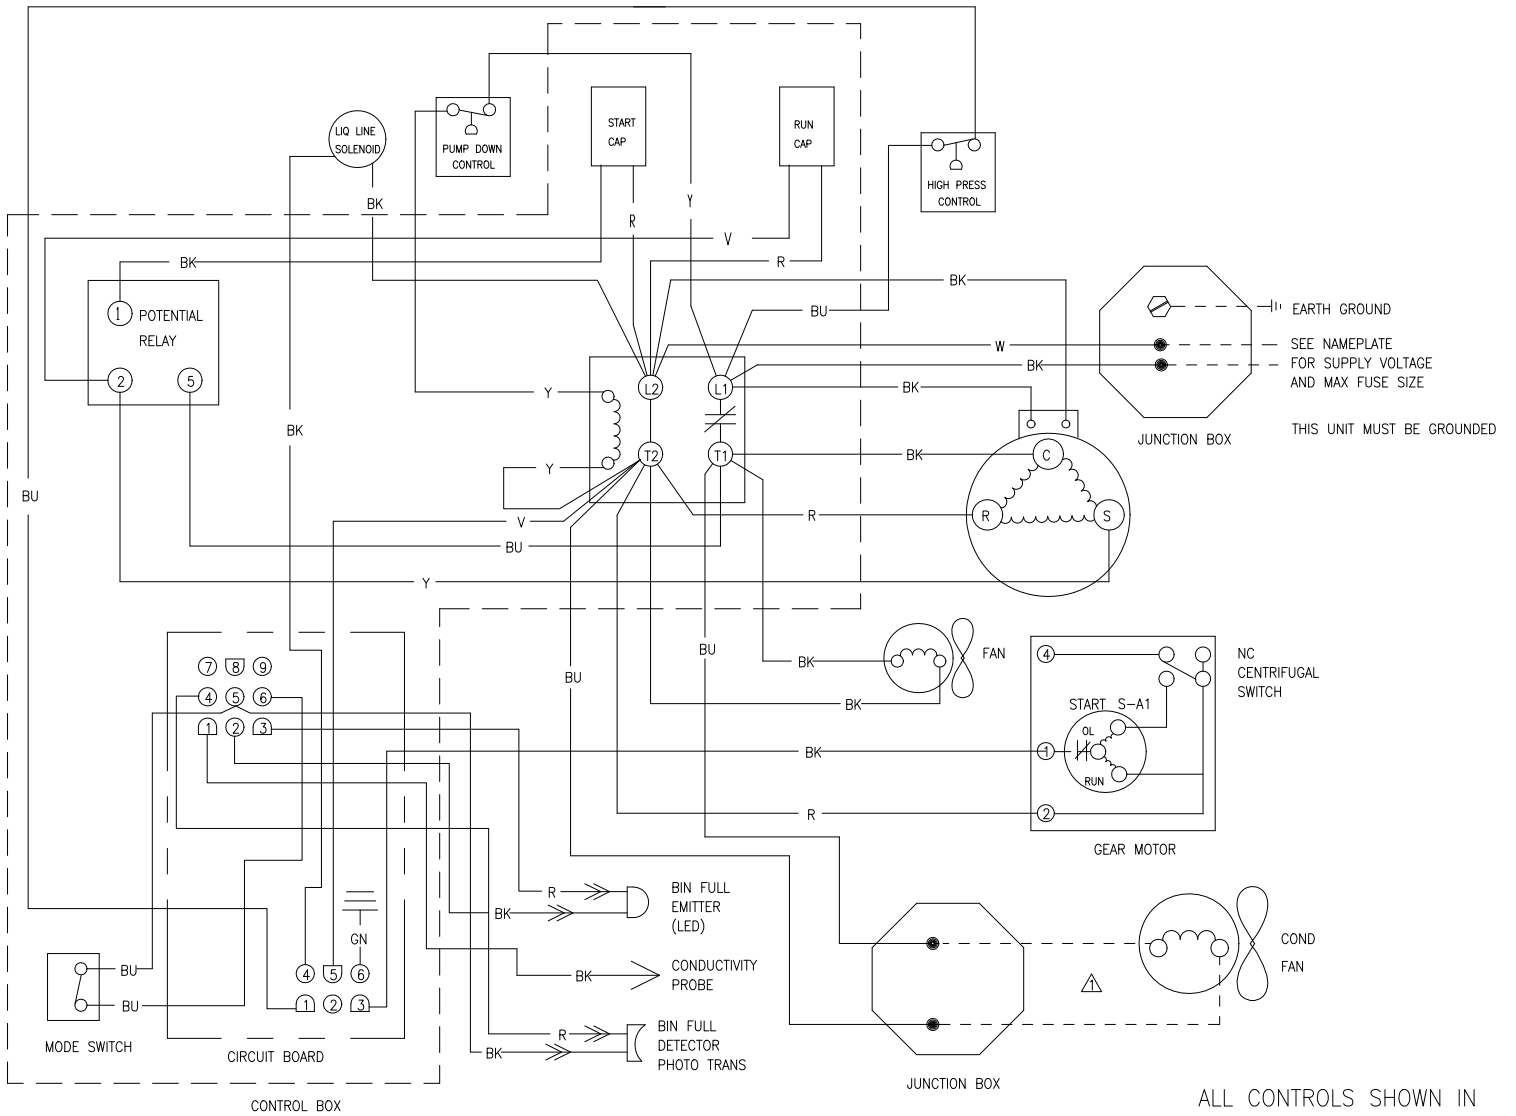 LIQ LINE
SOLENOID
PUMP DOWN
CONTROL
START
CAP
RUN
CAP
HIGH PRESS
CONTROL
BK
R
Y
V
BK
R
BK
BU
POTENTIAL
RELAY
1
2
5
EARTH GROUND
SEE NAMEPLATE
FOR SUPPLY VOLTAGE
AND MAX FUSE SIZE
THIS UNIT MUST BE GROUNDED
JUNCTION BOX
W
BK
BK
L2
L1
Y
T2
T1
Y
BK
C
R
S
R
V
BU
Y
BK
BU
BU
BU
BK
BK
FAN
NC
CENTRIFUGAL
SWITCH
4
START S-A1
OL
RUN
1
2
GEAR MOTOR
BK
R
7 8 9
4 5 6
1 2 3
GN
4 5 6
1 2 3
BU
BU
MODE SWITCH
CIRCUIT BOARD
CONTROL BOX
R
BK
BIN FULL
EMITTER
(LED)
BK
CONDUCTIVITY
PROBE
R
BK
BIN FULL
DETECTOR
PHOTO TRANS
JUNCTION BOX
1
COND
FAN
ALL CONTROLS SHOWN IN